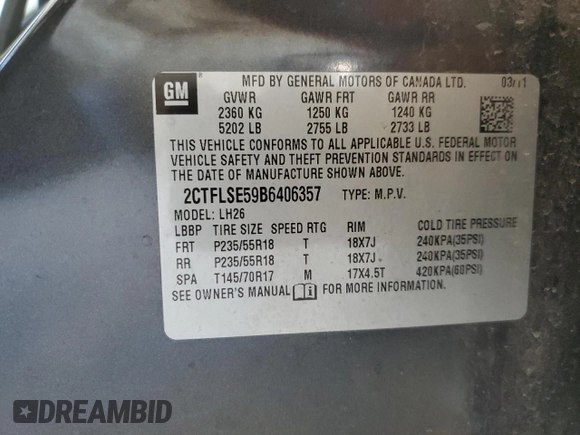 GM
MFD BY GENERAL MOTORS OF CANADA LTD. 03/11
GVWR GAWR FRT GAWR RR
2360 KG 1250 KG 1240 KG
5202 LB 2755 LB 2733 LB
THIS VEHICLE CONFORMS TO ALL APPLICABLE U.S. FEDERAL MOTOR
VEHICLE SAFETY AND THEFT PREVENTION STANDARDS IN EFFECT ON
THE DATE OF MANUFACTURE SHOWN ABOVE.
2CTFLSE59B6406357 TYPE: M.P.V.
MODEL: LH26
LBBP TIRE SIZE SPEED RTG RIM COLD TIRE PRESSURE
FRT P235/55R18 T 18X7J 240KPA(35PSI)
RR P235/55R18 T 18X7J 240KPA(35PSI)
SPA T145/70R17 M 17X4.5T 420KPA(60PSI)
SEE OWNER'S MANUAL i FOR MORE INFORMATION.
DREAMBID